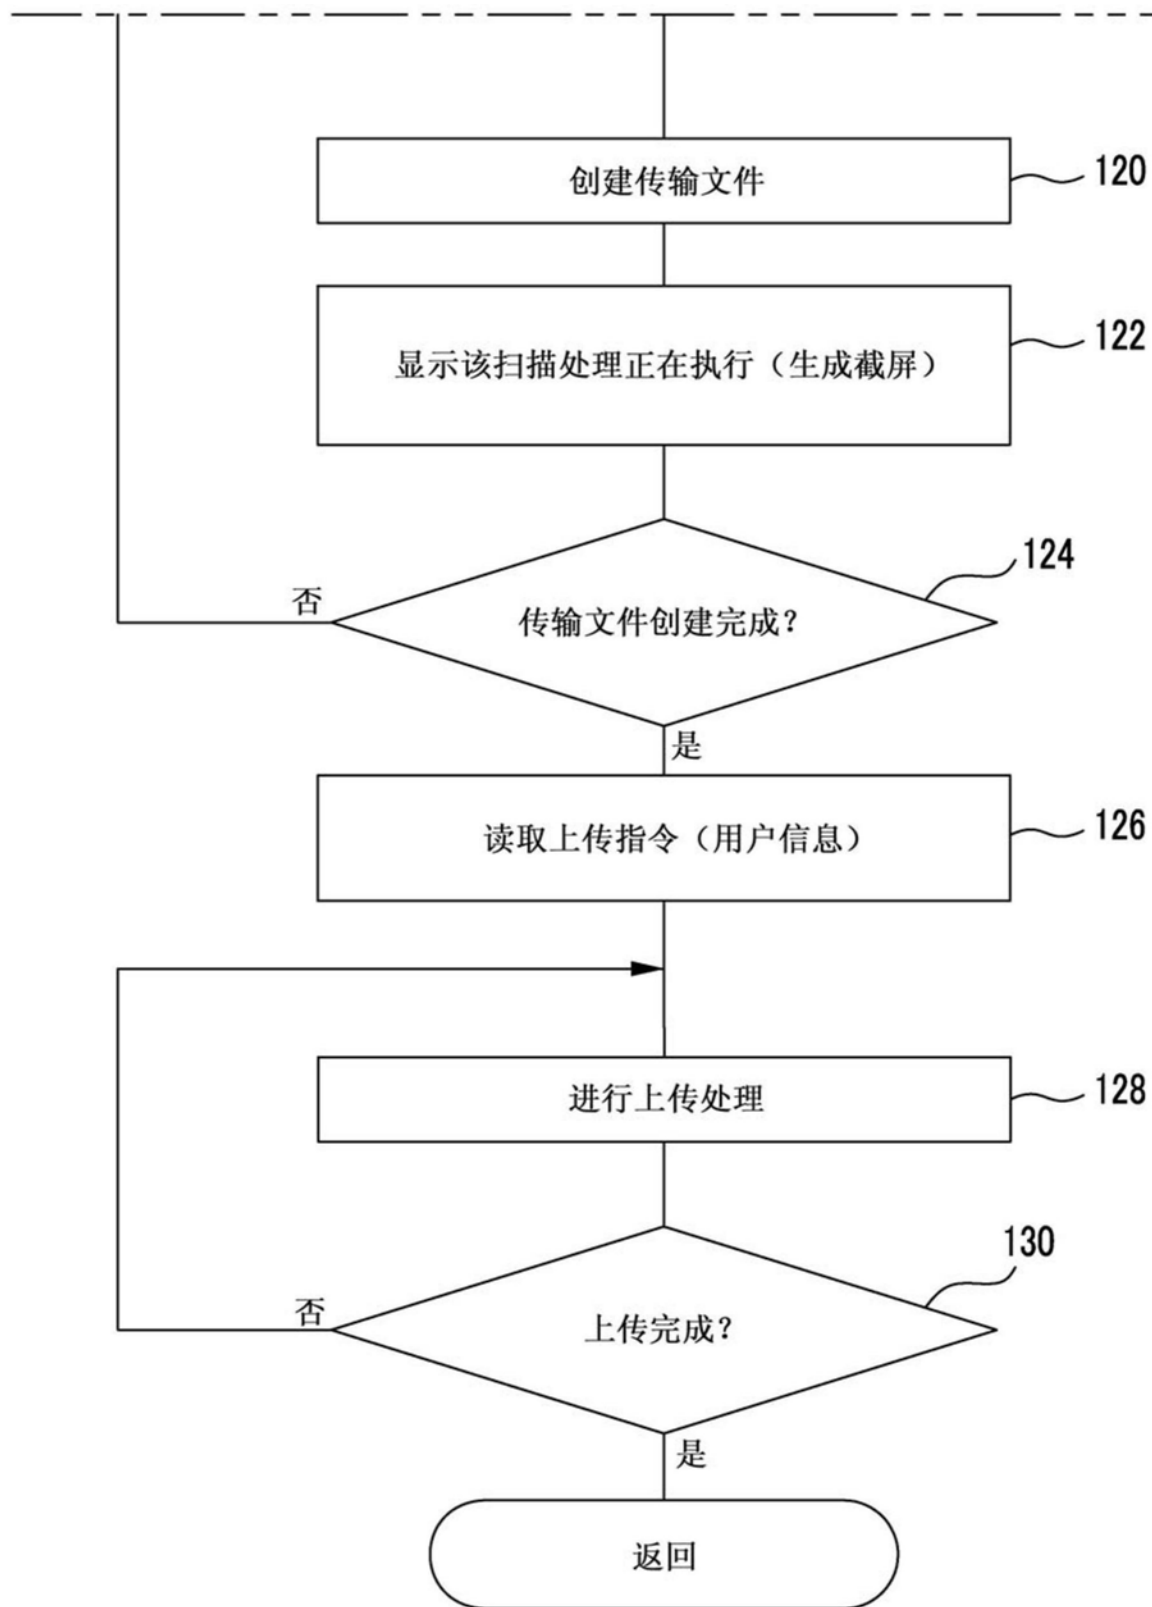 创建传输文件
120
显示该扫描处理正在执行（生成截屏）
122
124
否
传输文件创建完成？
是
读取上传指令（用户信息）
126
进行上传处理
128
130
否
上传完成？
是
返回